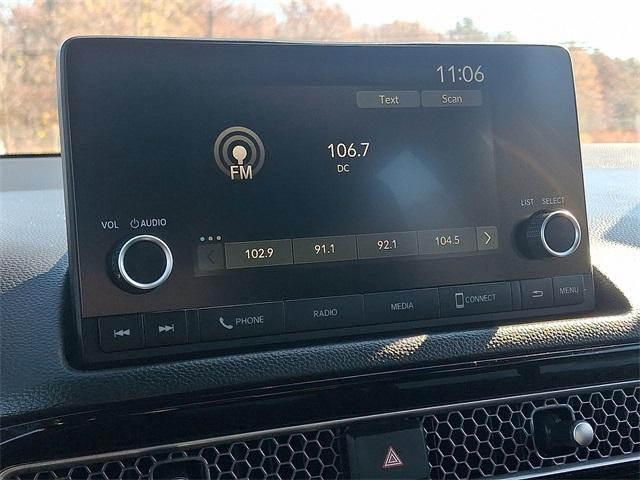 11:06
Text Scan
FM
106.7
DC
VOL AUDIO
LIST SELECT
102.9 91.1 92.1 104.5
PHONE RADIO MEDIA CONNECT MENU